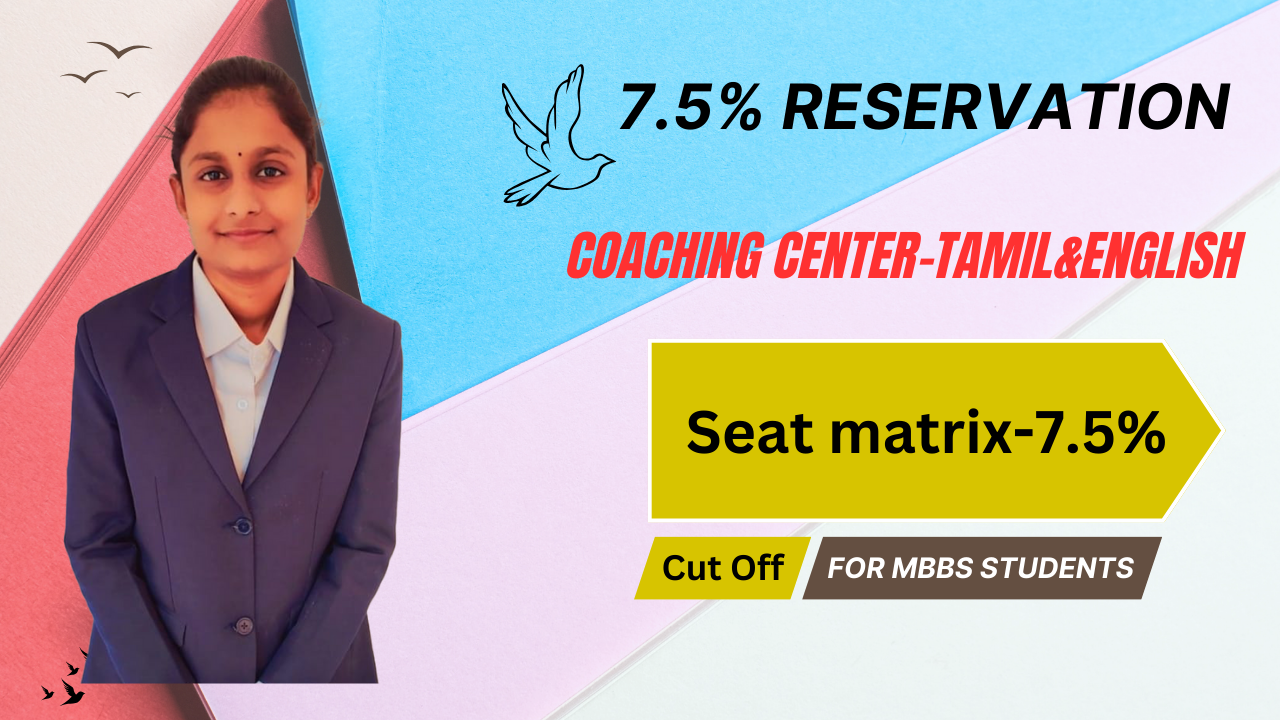 7.5% RESERVATION
COACHING CENTER-TAMIL&ENGLISH
Seat matrix-7.5%
Cut Off FOR MBBS STUDENTS